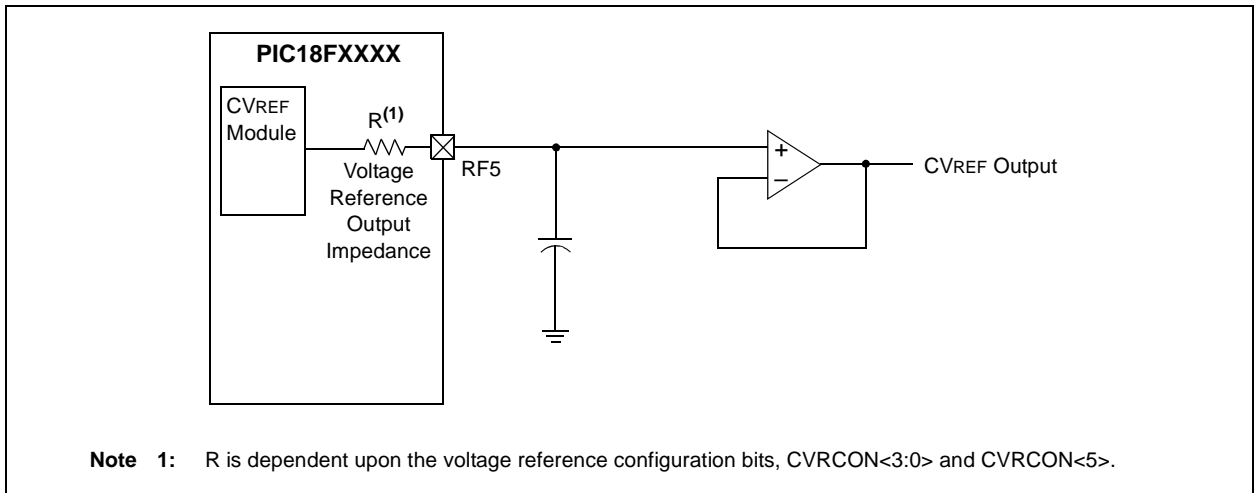 PIC18FXXXX
CVREF
Module
R(1)
Voltage
Reference
Output
Impedance
RF5
+
–
CVREF Output
Note 1: R is dependent upon the voltage reference configuration bits, CVRCON<3:0> and CVRCON<5>.